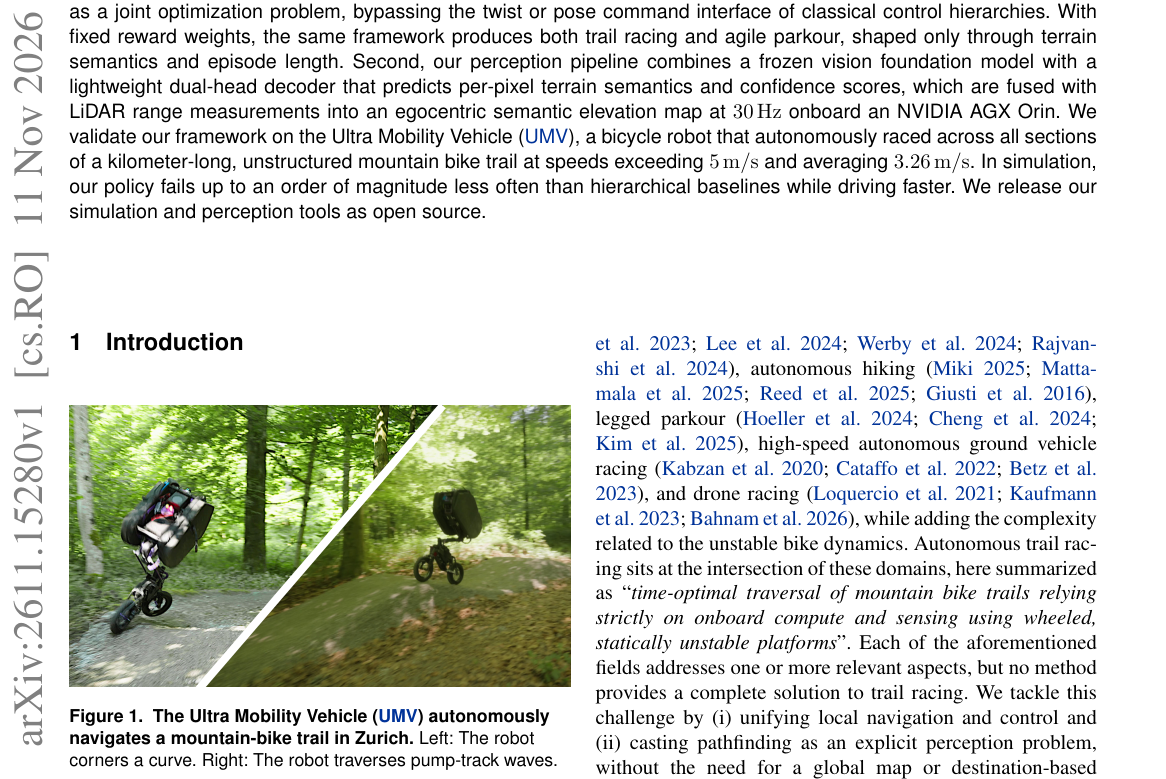 as a joint optimization problem, bypassing the twist or pose command interface of classical control hierarchies. With
fixed reward weights, the same framework produces both trail racing and agile parkour, shaped only through terrain
semantics and episode length. Second, our perception pipeline combines a frozen vision foundation model with a
lightweight dual-head decoder that predicts per-pixel terrain semantics and confidence scores, which are fused with
LiDAR range measurements into an egocentric semantic elevation map at 30 Hz onboard an NVIDIA AGX Orin. We
validate our framework on the Ultra Mobility Vehicle (UMV), a bicycle robot that autonomously raced across all sections
of a kilometer-long, unstructured mountain bike trail at speeds exceeding 5 m/s and averaging 3.26 m/s. In simulation,
our policy fails up to an order of magnitude less often than hierarchical baselines while driving faster. We release our
simulation and perception tools as open source.
arXiv:2611.15280v1 [cs.RO] 11 Nov 2026
1 Introduction
Figure 1. The Ultra Mobility Vehicle (UMV) autonomously
navigates a mountain-bike trail in Zurich. Left: The robot
corners a curve. Right: The robot traverses pump-track waves.
et al. 2023; Lee et al. 2024; Werby et al. 2024; Rajvan-
shi et al. 2024), autonomous hiking (Miki 2025; Matta-
mala et al. 2025; Reed et al. 2025; Giusti et al. 2016),
legged parkour (Hoeller et al. 2024; Cheng et al. 2024;
Kim et al. 2025), high-speed autonomous ground vehicle
racing (Kabzan et al. 2020; Cataffo et al. 2022; Betz et al.
2023), and drone racing (Loquercio et al. 2021; Kaufmann
et al. 2023; Bahnam et al. 2026), while adding the complexity
related to the unstable bike dynamics. Autonomous trail rac-
ing sits at the intersection of these domains, here summarized
as “time-optimal traversal of mountain bike trails relying
strictly on onboard compute and sensing using wheeled,
statically unstable platforms”. Each of the aforementioned
fields addresses one or more relevant aspects, but no method
provides a complete solution to trail racing. We tackle this
challenge by (i) unifying local navigation and control and
(ii) casting pathfinding as an explicit perception problem,
without the need for a global map or destination-based